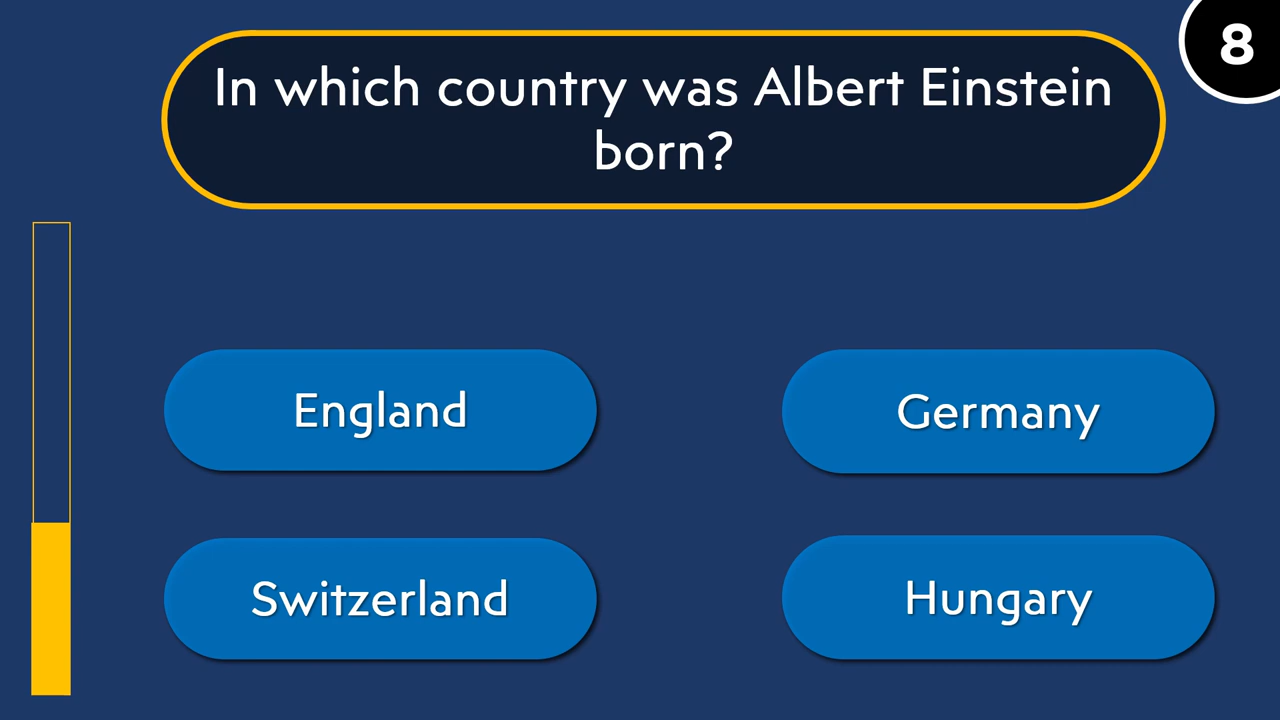 8
In which country was Albert Einstein
born?
England
Germany
Switzerland
Hungary